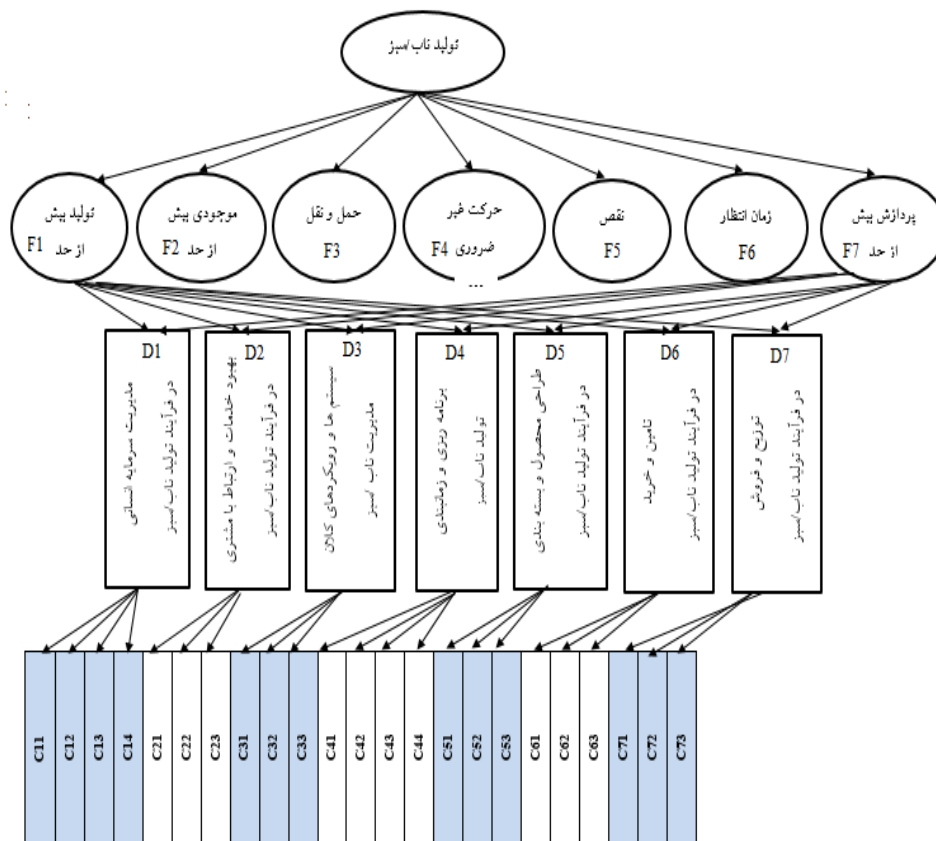 تولید ناب/سبز
تولید بیش
از حد F1
موجودی بیش
از حد F2
حمل و نقل
F3
حرکت غیر
ضروری F4
...
نقص
F5
زمان انتظار
F6
پردازش بیش
از حد F7
D1
مدیریت سرمایه انسانی
در فرآیند تولید ناب/سبز
D2
بهبود خدمات و ارتباط با مشتری
در فرآیند تولید ناب/سبز
D3
سیستم ها و رویکردهای کلان
مدیریت ناب /سبز
D4
برنامه ریزی و زمانبندی
تولید ناب/سبز
D5
طراحی محصول و بسته بندی
در فرآیند تولید ناب/سبز
D6
تامین و خرید
در فرآیند تولید ناب/سبز
D7
توزیع و فروش
در فرآیند تولید ناب/سبز
C11
C12
C13
C14
C21
C22
C23
C31
C32
C33
C41
C42
C43
C44
C51
C52
C53
C61
C62
C63
C71
C72
C73